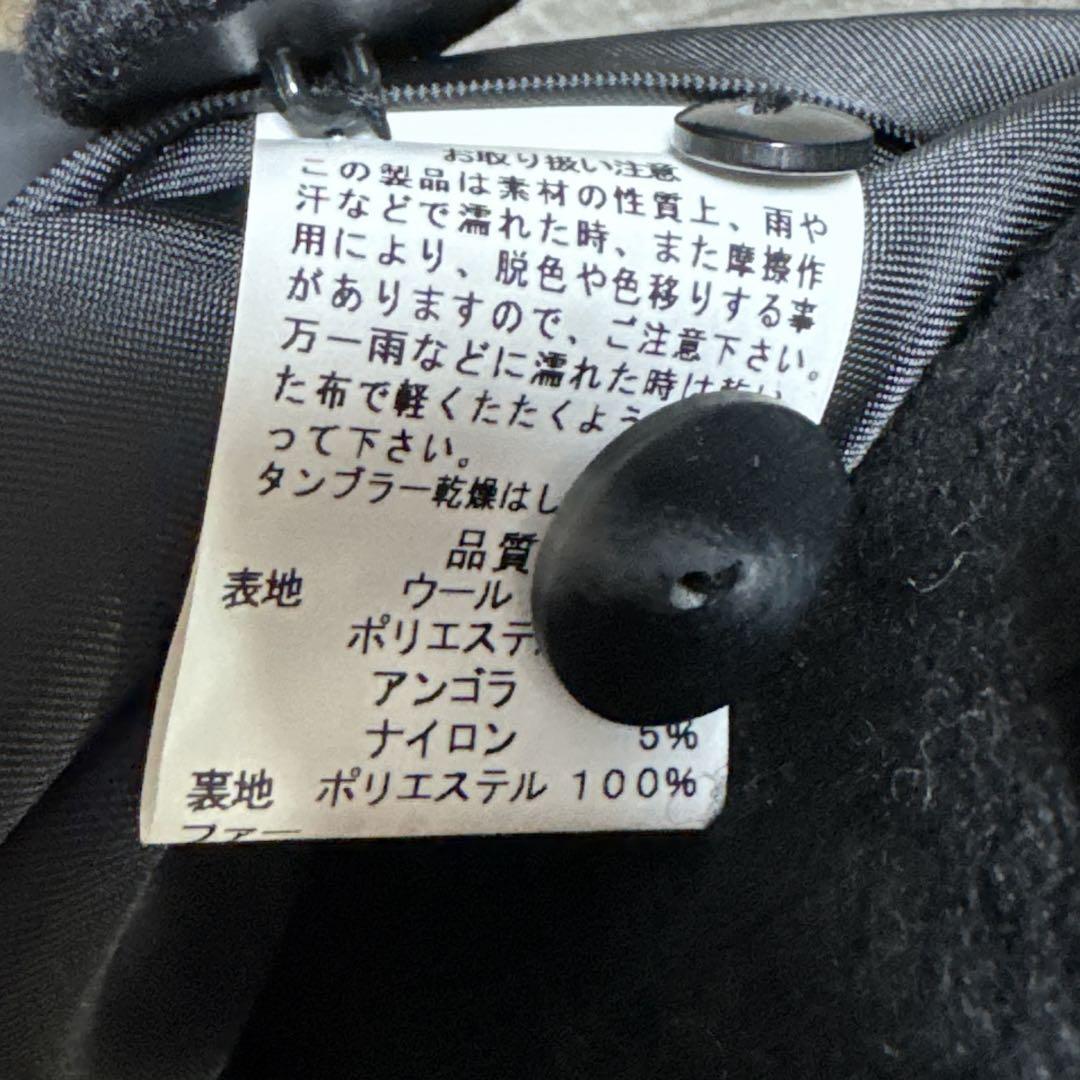 お取り扱い注意
この製品は素材の性質上、雨や
汗などで濡れた時、また摩擦作
用により、脱色や色移りする事
がありますので、ご注意下さい。
万一雨などに濡れた時は乾い
た布で軽くたたくよう
って下さい。
タンブラー乾燥はし
品質
表地 ウール
ポリエステ
アンゴラ
ナイロン 5%
裏地 ポリエステル 100%
ファー